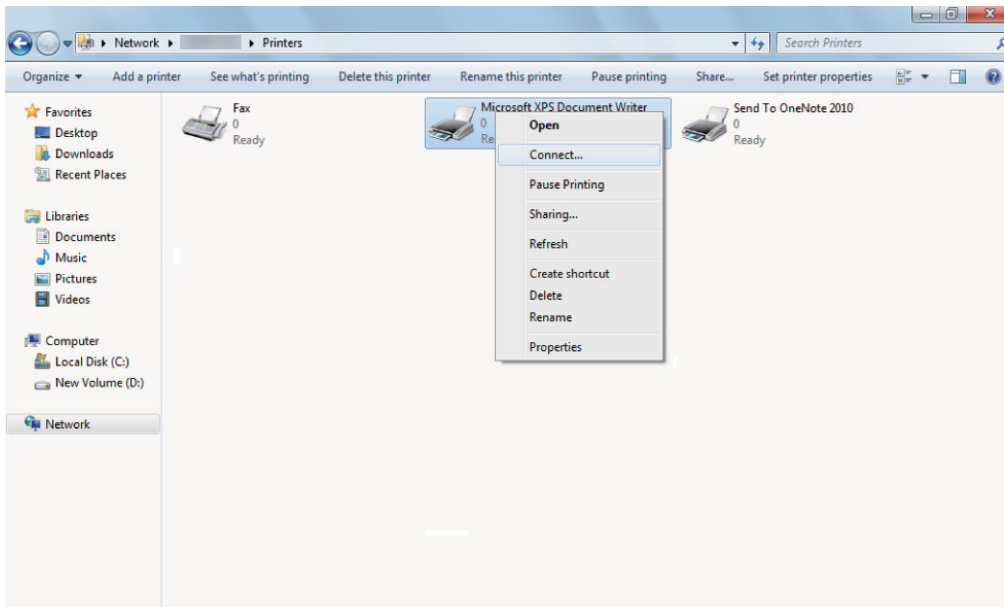 Network Printers
Search Printers
Organize Add a printer See what's printing Delete this printer Rename this printer Pause printing Share... Set printer properties
Favorites
Desktop
Downloads
Recent Places
Libraries
Documents
Music
Pictures
Videos
Computer
Local Disk (C:)
New Volume (D:)
Network
Fax
0
Ready
Microsoft XPS Document Writer
0
Re
Open
Connect...
Pause Printing
Sharing...
Refresh
Create shortcut
Delete
Rename
Properties
Send To OneNote 2010
0
Ready